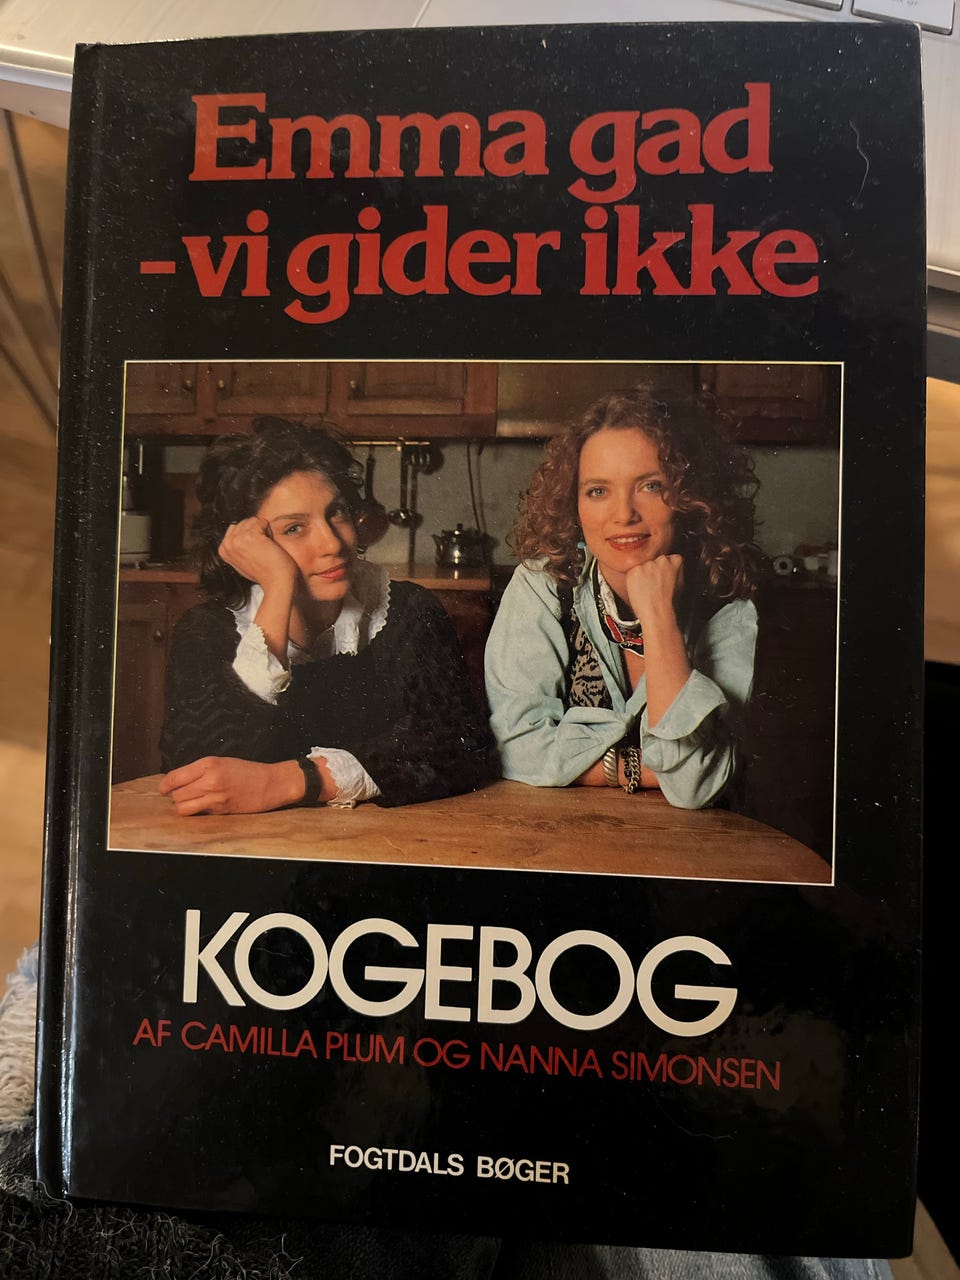 Emma gad
- vi gider ikke
KOGEBOG
AF CAMILLA PLUM OG NANNA SIMONSEN
FOGTDALS BØGER